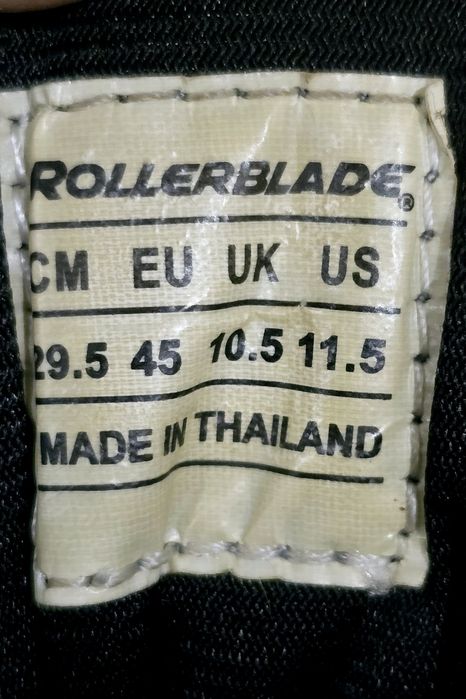 ROLLERBLADE®
CM EU UK US
29.5 45 10.5 11.5
MADE IN THAILAND